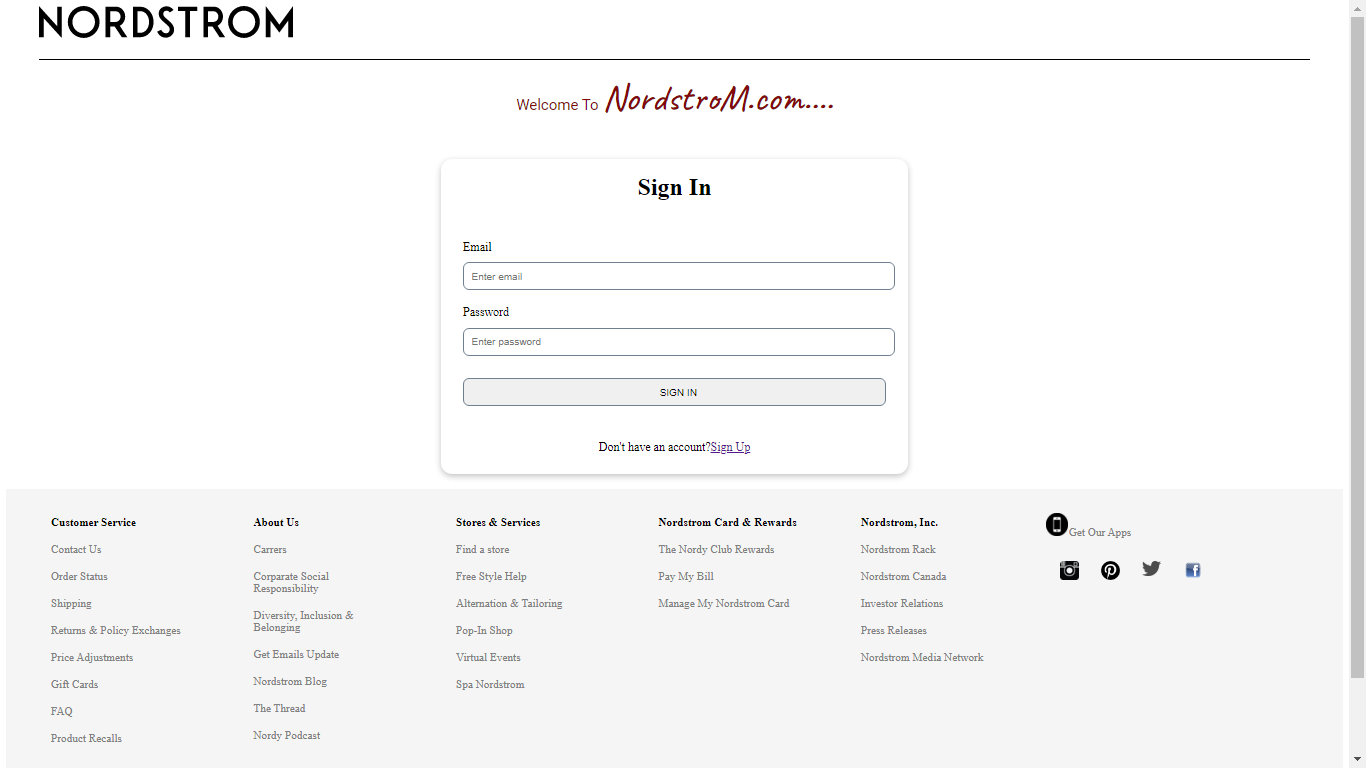 NORDSTROM
Welcome To NordstroM.com....
Sign In
Email
Enter email
Password
Enter password
SIGN IN
Don't have an account?Sign Up
Customer Service
Contact Us
Order Status
Shipping
Returns & Policy Exchanges
Price Adjustments
Gift Cards
FAQ
Product Recalls
About Us
Carrers
Corparate Social
Responsibility
Diversity, Inclusion &
Belonging
Get Emails Update
Nordstrom Blog
The Thread
Nordy Podcast
Stores & Services
Find a store
Free Style Help
Alternation & Tailoring
Pop-In Shop
Virtual Events
Spa Nordstrom
Nordstrom Card & Rewards
The Nordy Club Rewards
Pay My Bill
Manage My Nordstrom Card
Nordstrom, Inc.
Nordstrom Rack
Nordstrom Canada
Investor Relations
Press Releases
Nordstrom Media Network
Get Our Apps